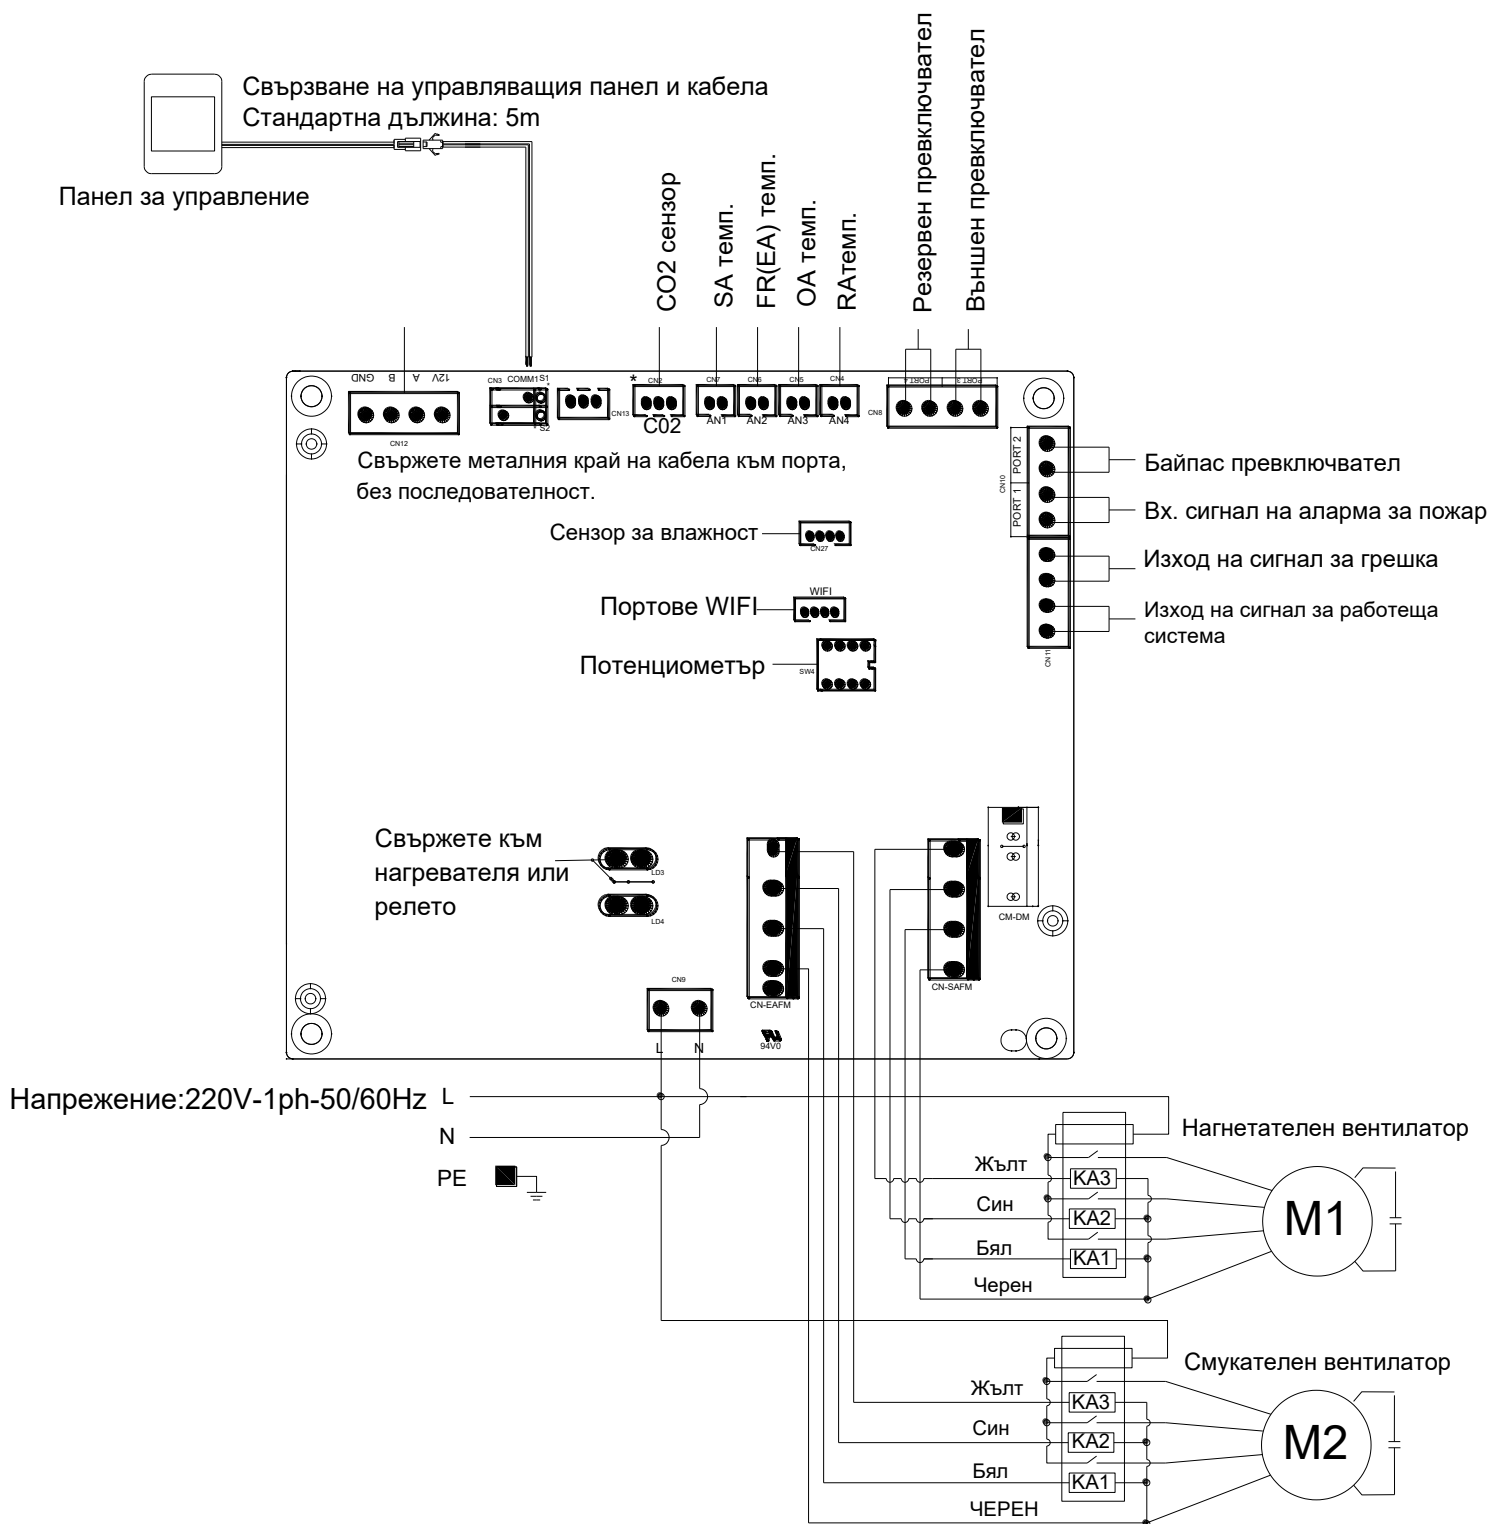 Свързване на управляващия панел и кабела
Стандартна дължина: 5m
Панел за управление
CO2 сензор
SA темп.
FR(EA) темп.
OA темп.
RAтемп.
Резервен превключвател
Външен превключвател
GND B A 12V
CN12
CN3 COMM1 S1
S2
CN13
* CN2
C02
CN7
AN1
CN6
AN2
CN5
AN3
CN4
AN4
CN8
PORT 4 PORT 3
Свържете металния край на кабела към порта,
без последователност.
CN10
PORT 2
PORT 1
Байпас превключвател
Вх. сигнал на аларма за пожар
Изход на сигнал за грешка
Изход на сигнал за работеща
система
CN11
Сензор за влажност
CN27
Портове WIFI
WIFI
Потенциометър
SW4
Свържете към
нагревателя или
релето
LD3
LD4
CN9
L N
CN-EAFM
94V0
CN-SAFM
CM-DM
Напрежение:220V-1ph-50/60Hz L
N
PE
Нагнетателен вентилатор
Жълт
KA3
Син
KA2
Бял
KA1
Черен
M1
Смукателен вентилатор
Жълт
KA3
Син
KA2
Бял
KA1
ЧЕРЕН
M2